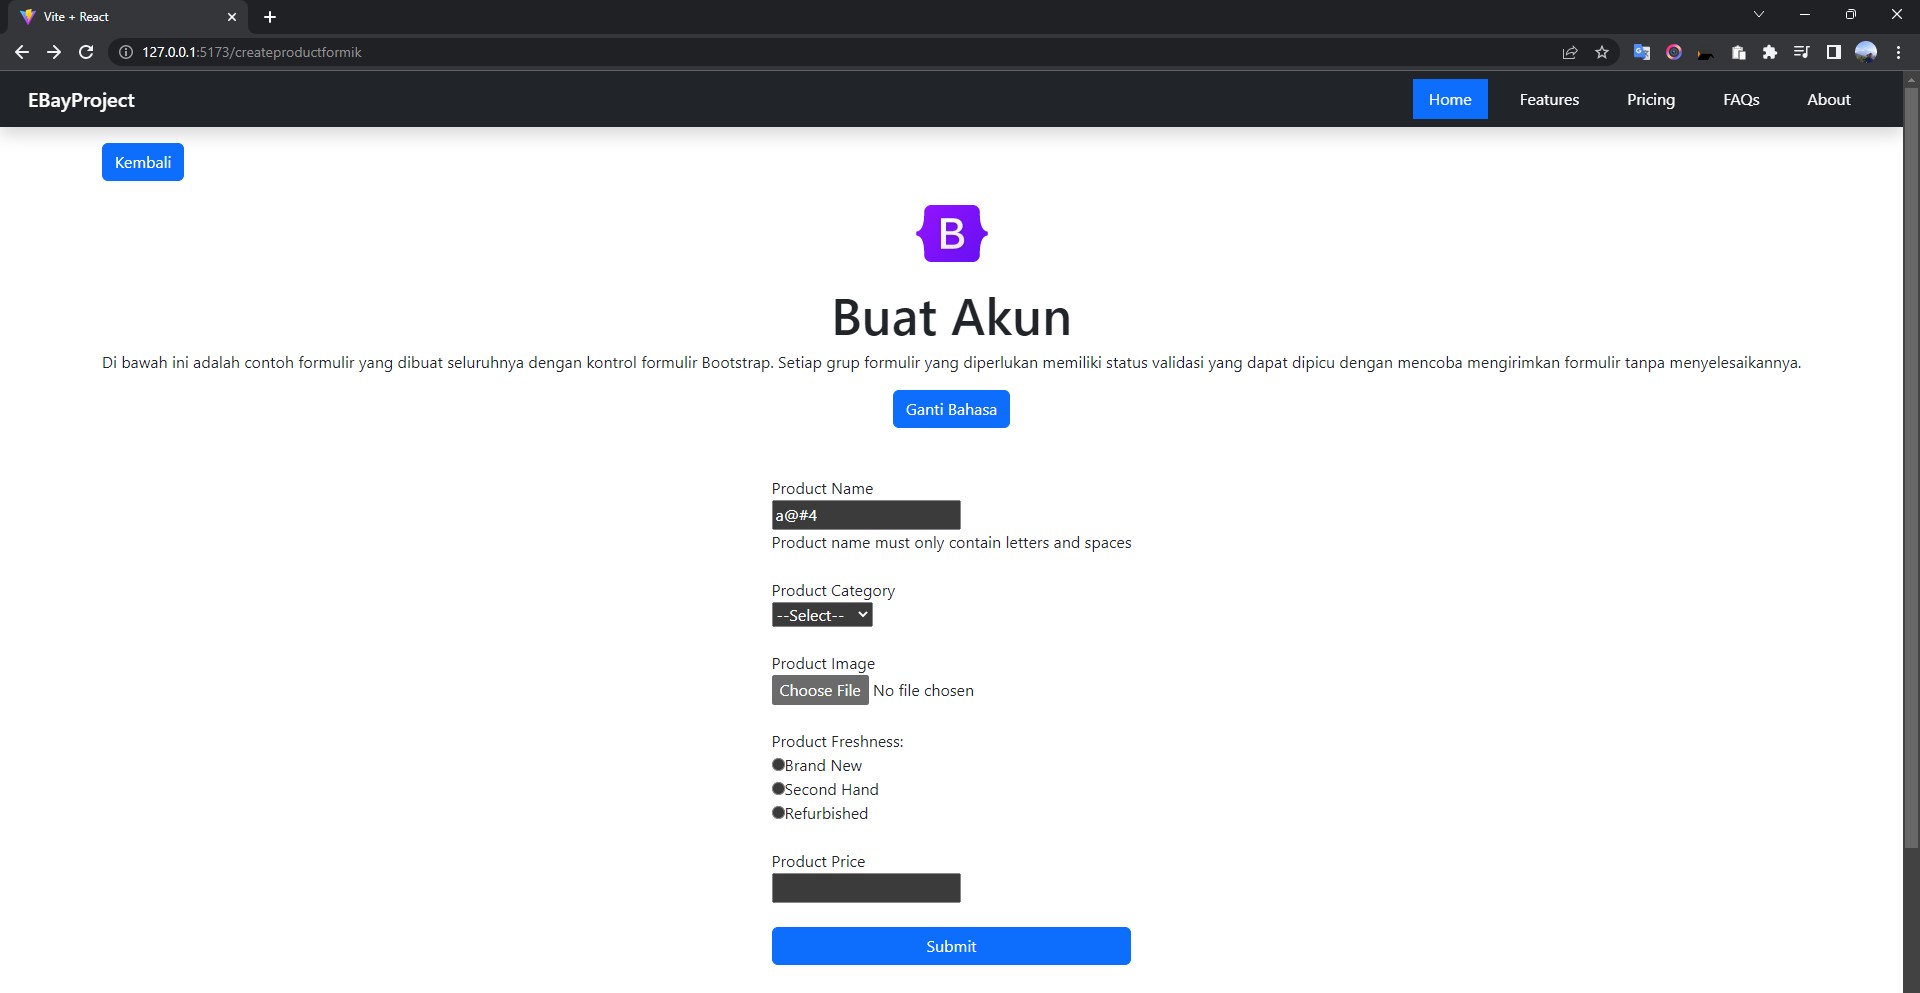 Vite + React
127.0.0.1:5173/createproductformik
EBayProject
Home
Features
Pricing
FAQs
About
Kembali
B
Buat Akun
Di bawah ini adalah contoh formulir yang dibuat seluruhnya dengan kontrol formulir Bootstrap. Setiap grup formulir yang diperlukan memiliki status validasi yang dapat dipicu dengan mencoba mengirimkan formulir tanpa menyelesaikannya.
Ganti Bahasa
Product Name
a@#4
Product name must only contain letters and spaces
Product Category
--Select--
Product Image
Choose File No file chosen
Product Freshness:
Brand New
Second Hand
Refurbished
Product Price
Submit